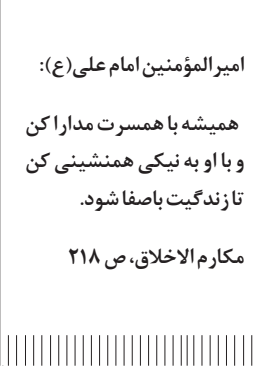 امیرالمؤمنین امام علی(ع):
همیشه با همسرت مدارا کن
و با او به نیکی همنشینی کن
تا زندگیت باصفا شود.
مکارم الاخلاق، ص ۲۱۸